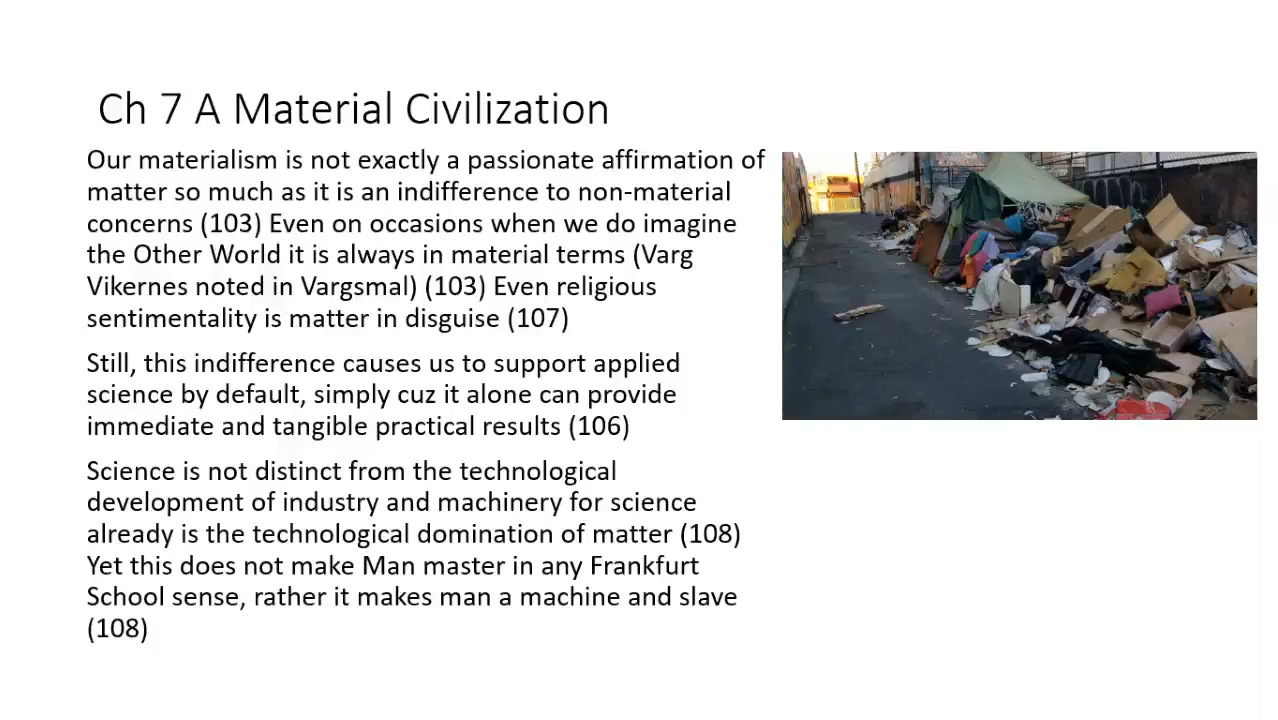 Ch 7 A Material Civilization
Our materialism is not exactly a passionate affirmation of
matter so much as it is an indifference to non-material
concerns (103) Even on occasions when we do imagine
the Other World it is always in material terms (Varg
Vikernes noted in Vargsmal) (103) Even religious
sentimentality is matter in disguise (107)
Still, this indifference causes us to support applied
science by default, simply cuz it alone can provide
immediate and tangible practical results (106)
Science is not distinct from the technological
development of industry and machinery for science
already is the technological domination of matter (108)
Yet this does not make Man master in any Frankfurt
School sense, rather it makes man a machine and slave
(108)